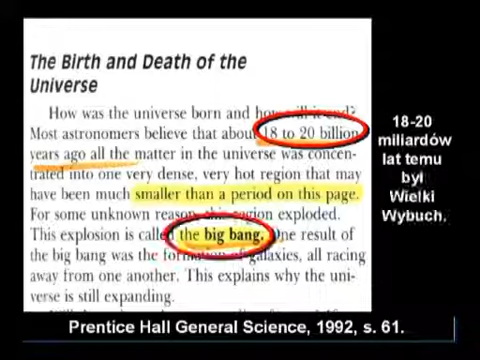 The Birth and Death of the
Universe
How was the universe born and how will it end?
Most astronomers believe that about 18 to 20 billion
years ago all the matter in the universe was concen-
trated into one very dense, very hot region that may
have been much smaller than a period on this page.
For some unknown reason, this region exploded.
This explosion is called the big bang. One result of
the big bang was the formation of galaxies, all racing
away from one another. This explains why the uni-
verse is still expanding.
18-20
miliardów
lat temu
był
Wielki
Wybuch.
Prentice Hall General Science, 1992, s. 61.